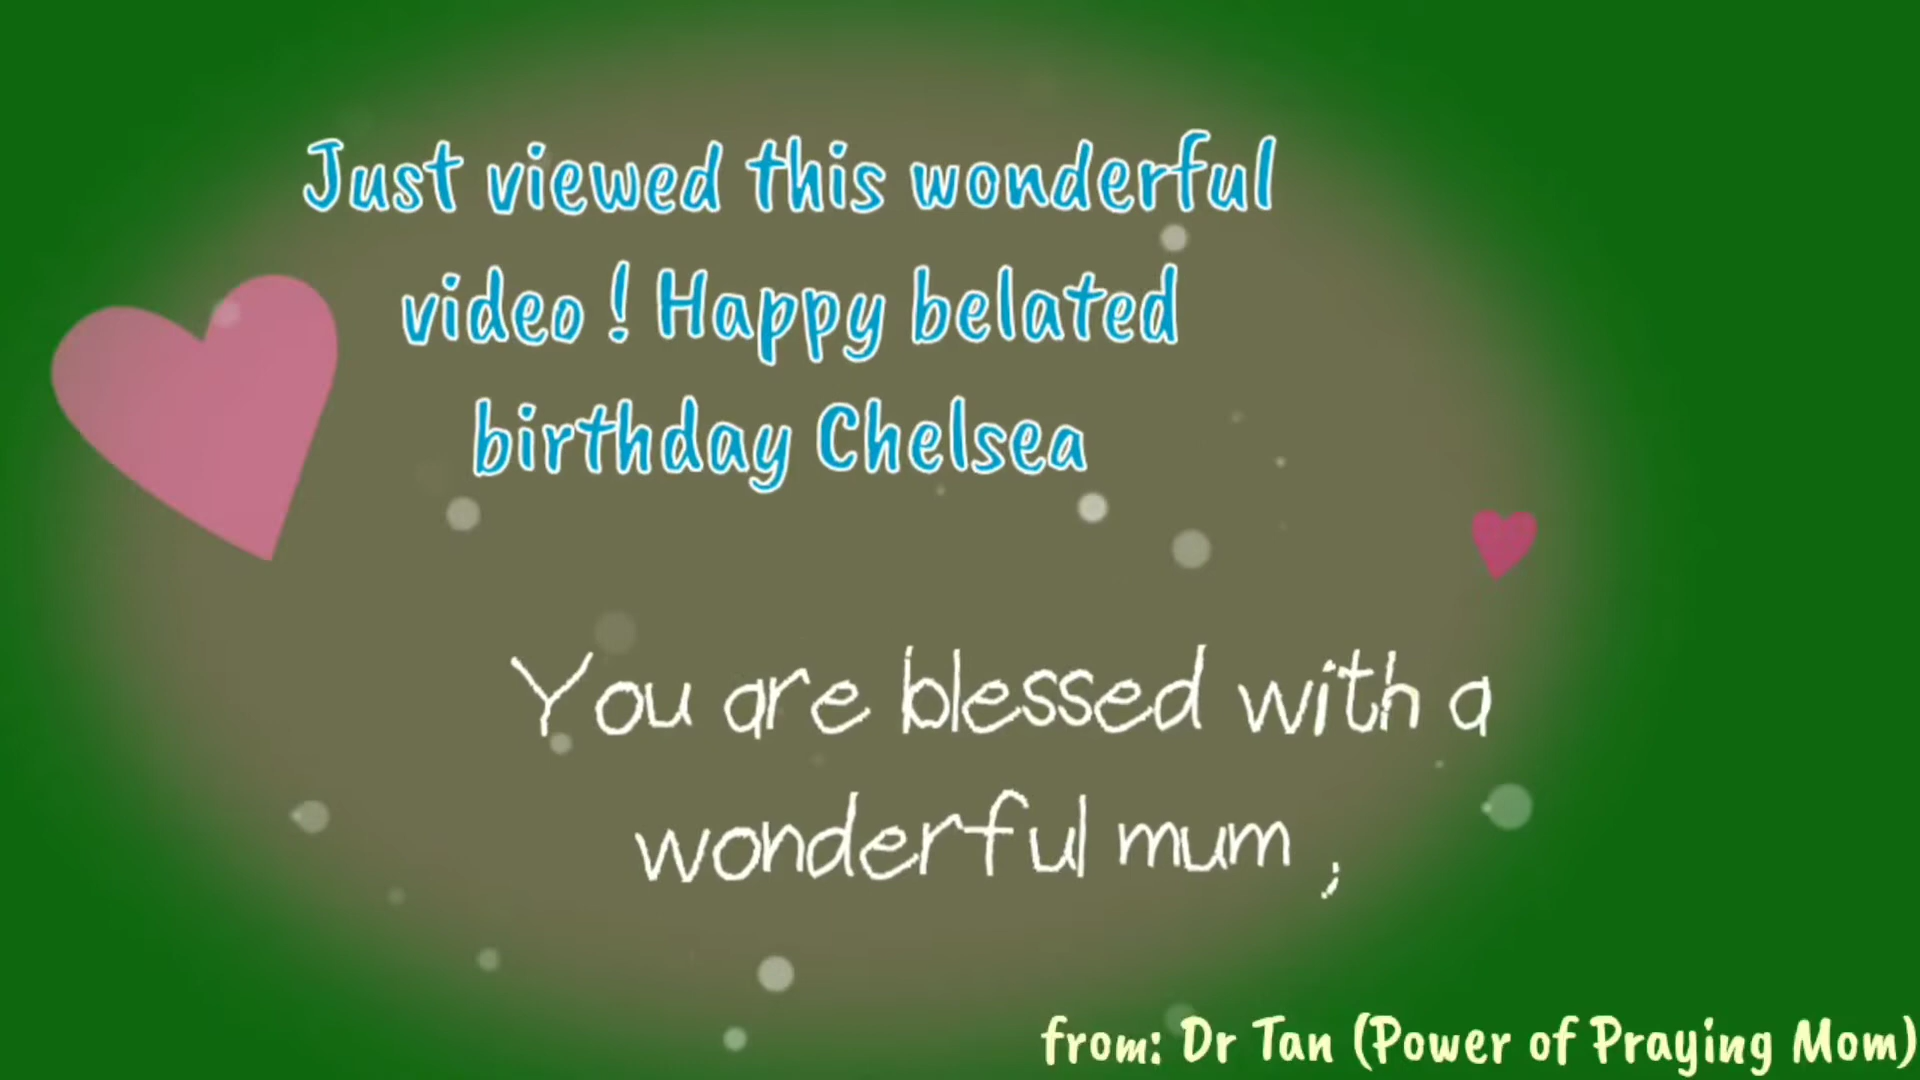 Just viewed this wonderful
video ! Happy belated
birthday Chelsea
You are blessed with a
wonderful mum ,
from: Dr Tan (Power of Praying Mom)